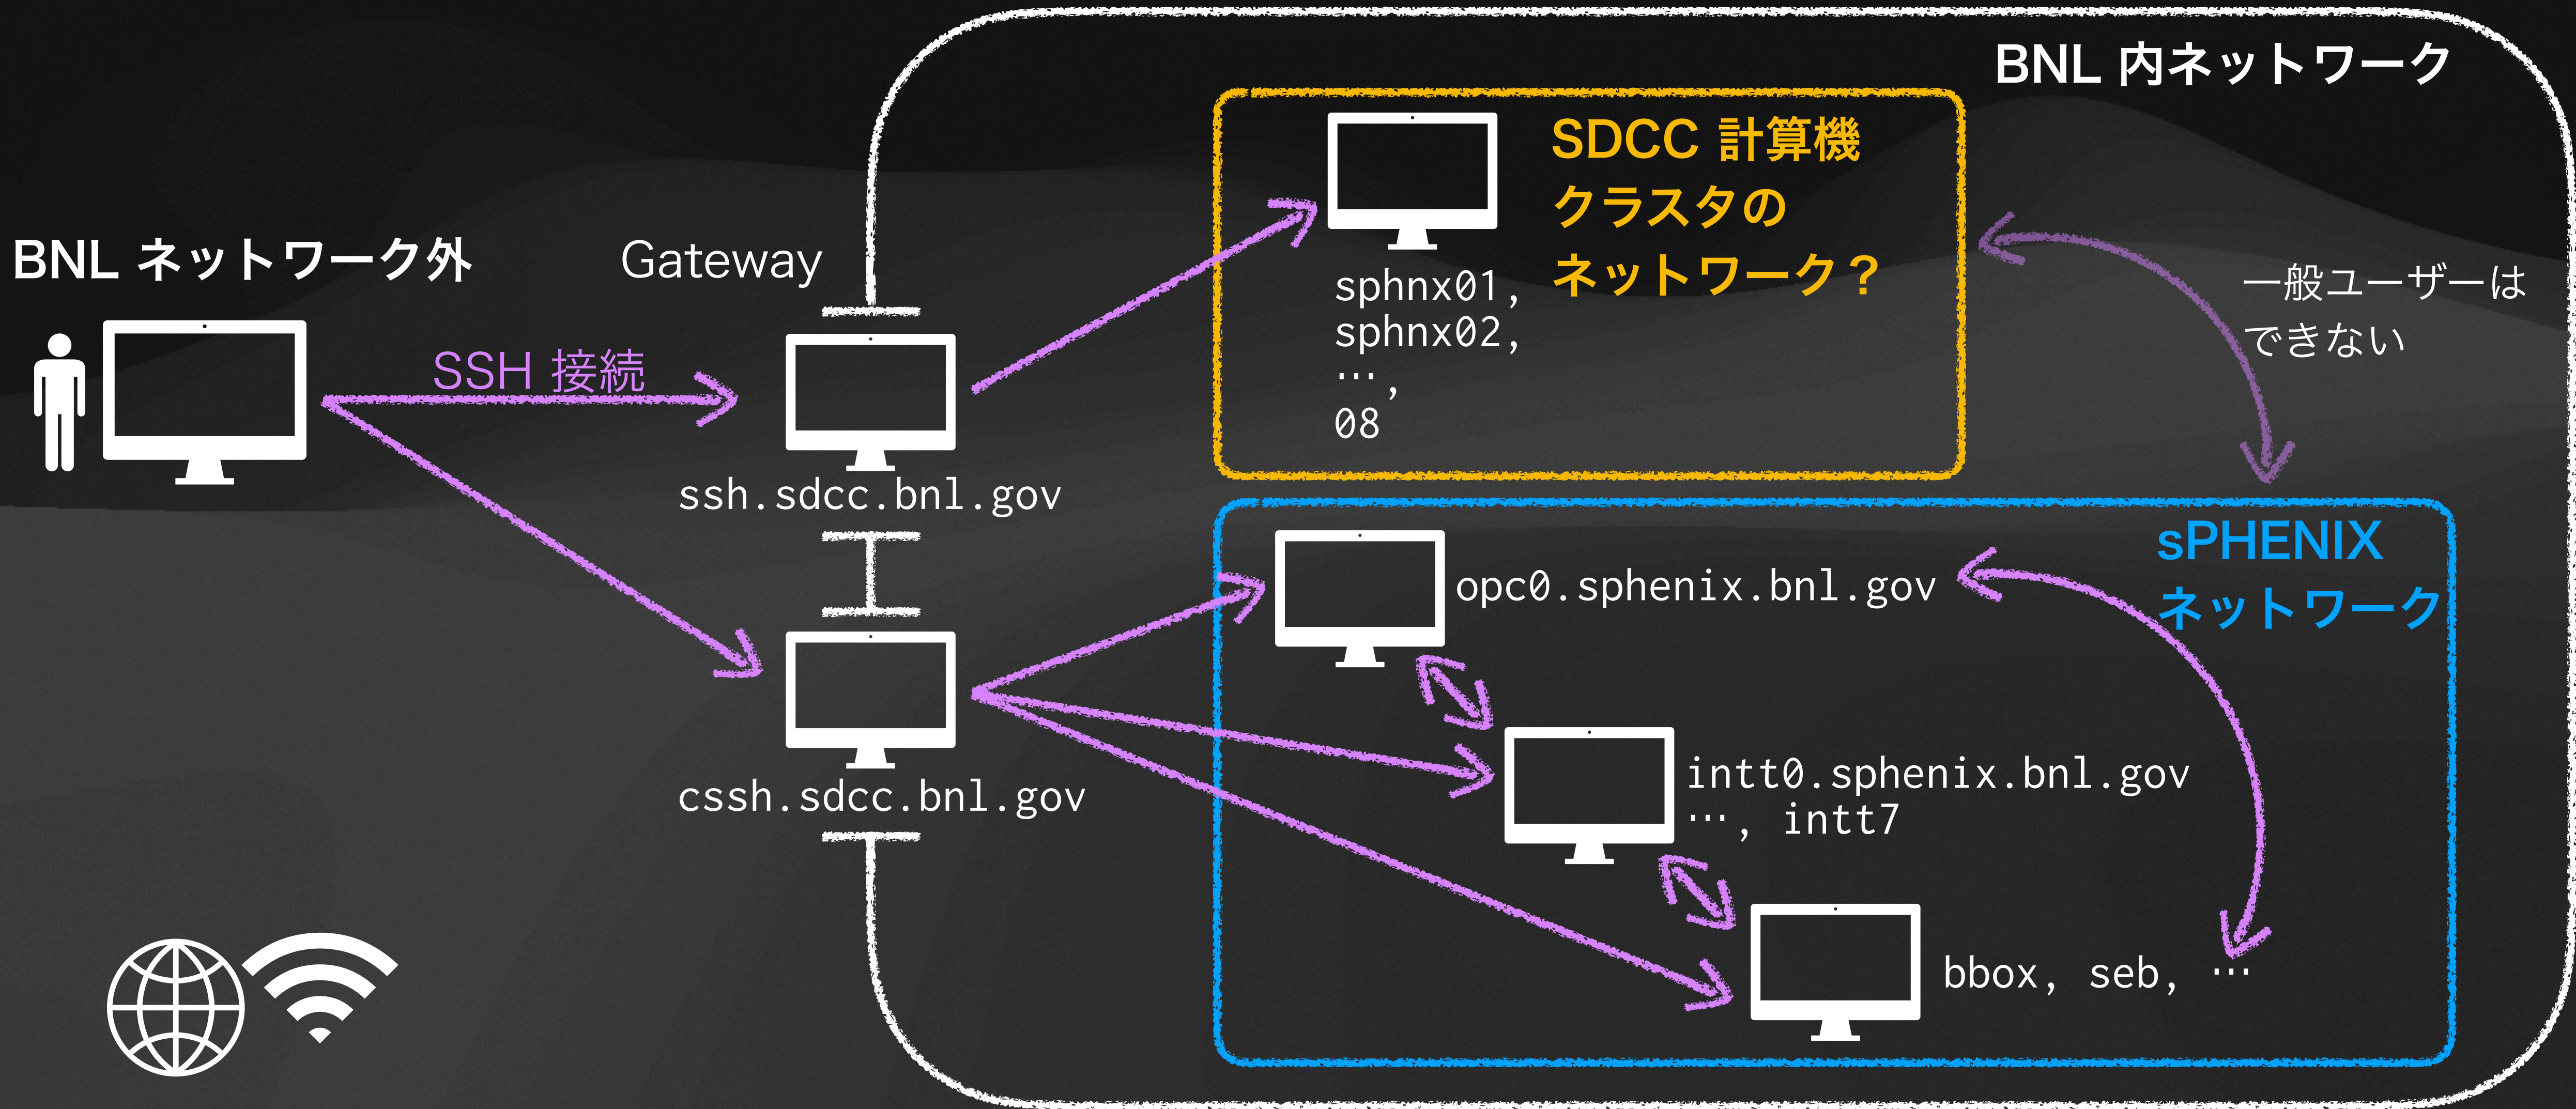 BNL 内ネットワーク
SDCC 計算機
クラスタの
ネットワーク？
BNL ネットワーク外
Gateway
SSH 接続
sphnx01,
sphnx02,
…,
08
一般ユーザーは
できない
ssh.sdcc.bnl.gov
sPHENIX
ネットワーク
opc0.sphenix.bnl.gov
cssh.sdcc.bnl.gov
intt0.sphenix.bnl.gov
…, intt7
bbox, seb, …